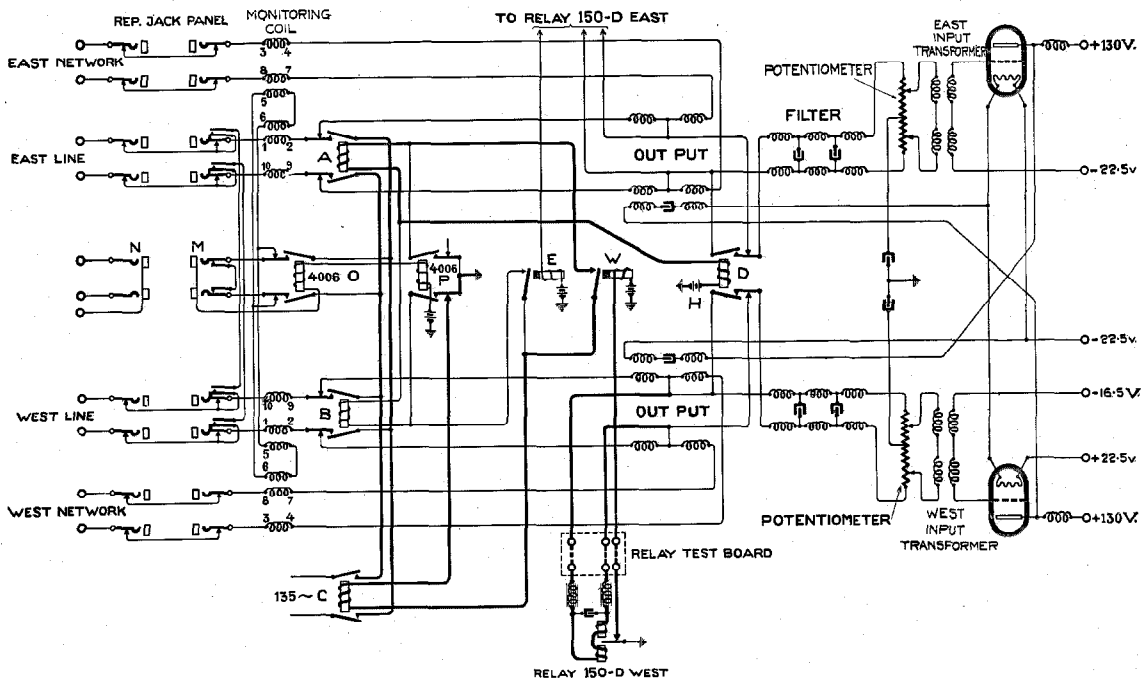 REP. JACK PANEL
MONITORING COIL
TO RELAY 150-D EAST
EAST INPUT TRANSFORMER
3 4
+130V.
EAST NETWORK
8 7
POTENTIOMETER
5
6
FILTER
1 2
EAST LINE
A
OUT PUT
10 9
-22.5v
N
M
4006 O
4006 P
E
W
D
H
-22.5v.
10 9
-16.5V.
WEST LINE
B
OUT PUT
1 2
5
6
+22.5v.
8 7
WEST NETWORK
POTENTIOMETER
WEST INPUT TRANSFORMER
3 4
+130V.
RELAY TEST BOARD
135~ C
RELAY 150-D WEST